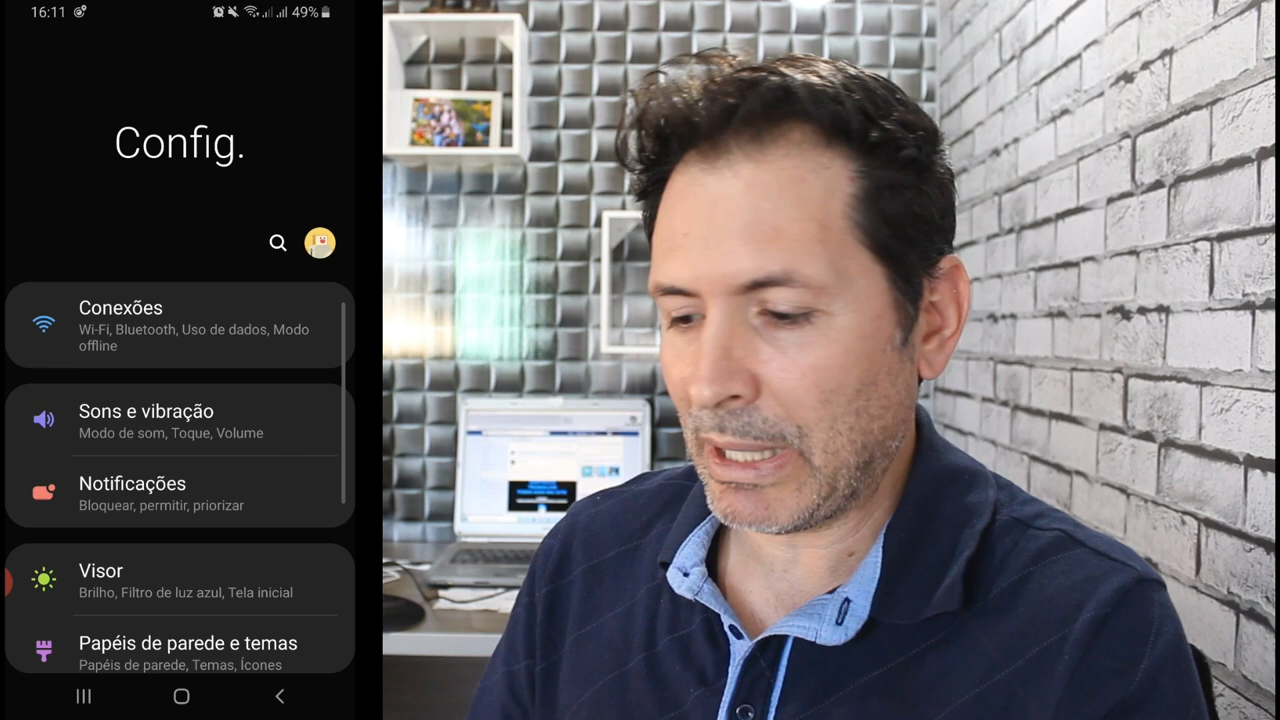 16:11
49%
Config.
Conexões
Wi-Fi, Bluetooth, Uso de dados, Modo
offline
Sons e vibração
Modo de som, Toque, Volume
Notificações
Bloquear, permitir, priorizar
Visor
Brilho, Filtro de luz azul, Tela inicial
Papéis de parede e temas
Papéis de parede, Temas, Ícones